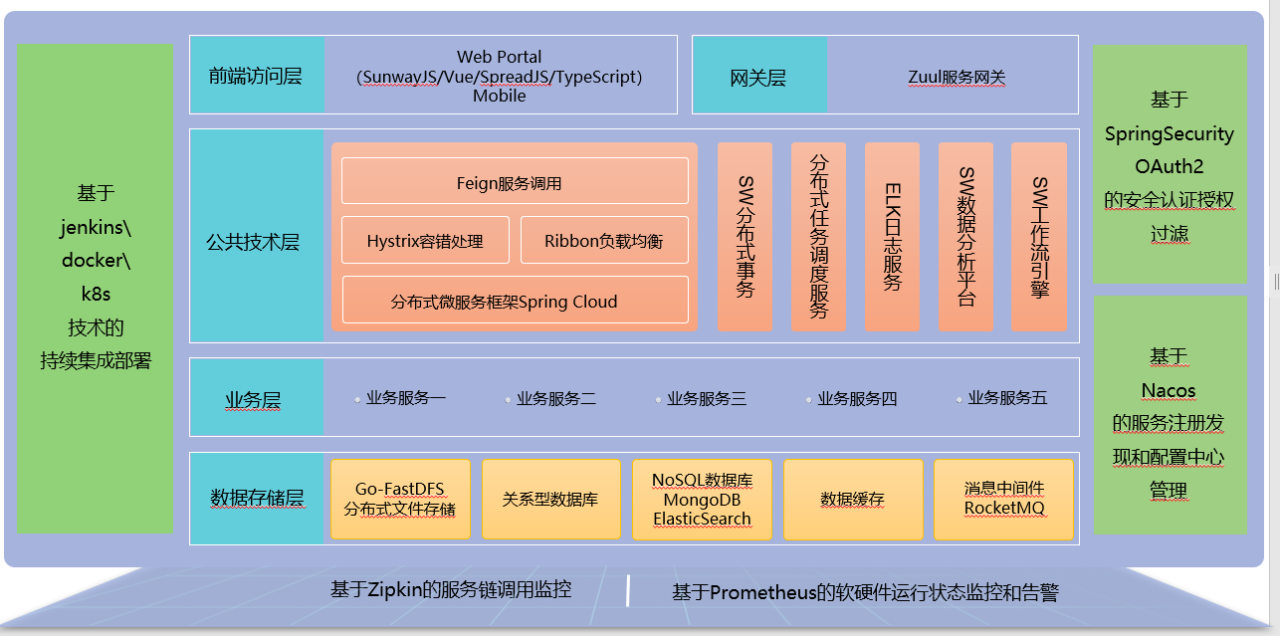 基于
jenkins\
docker\
k8s
技术的
持续集成部署
前端访问层
Web Portal
（SunwayJS/Vue/SpreadJS/TypeScript）
Mobile
网关层
Zuul服务网关
公共技术层
Feign服务调用
Hystrix容错处理
Ribbon负载均衡
分布式微服务框架Spring Cloud
SW分布式事务
分布式任务调度服务
ELK日志服务
SW数据分析平台
SW工作流引擎
业务层
业务服务一
业务服务二
业务服务三
业务服务四
业务服务五
数据存储层
Go-FastDFS
分布式文件存储
关系型数据库
NoSQL数据库
MongoDB
ElasticSearch
数据缓存
消息中间件
RocketMQ
基于
SpringSecurity
OAuth2
的安全认证授权
过滤
基于
Nacos
的服务注册发
现和配置中心
管理
基于Zipkin的服务链调用监控
基于Prometheus的软硬件运行状态监控和告警